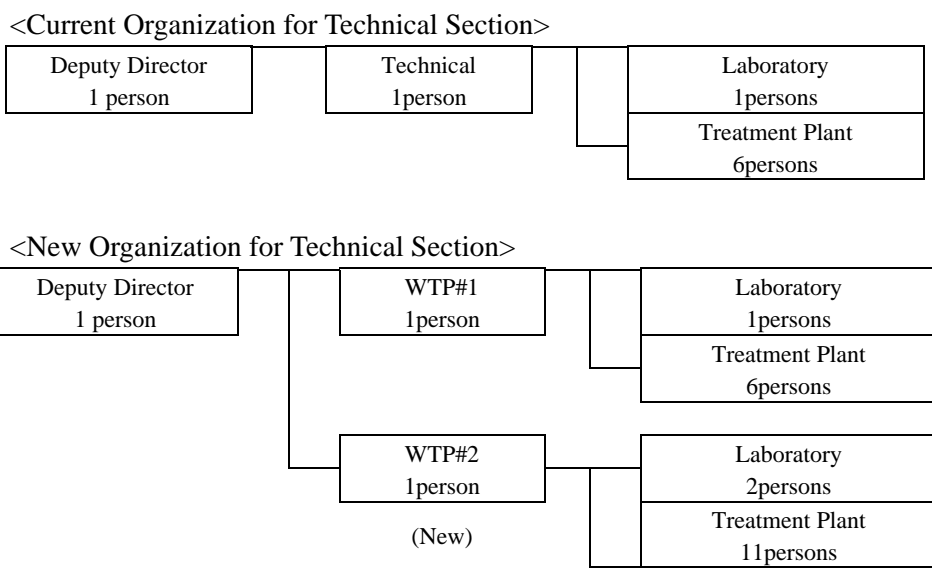 <Current Organization for Technical Section>
Deputy Director
1 person
Technical
1person
Laboratory
1persons
Treatment Plant
6persons
<New Organization for Technical Section>
Deputy Director
1 person
WTP#1
1person
Laboratory
1persons
Treatment Plant
6persons
WTP#2
1person
(New)
Laboratory
2persons
Treatment Plant
11persons